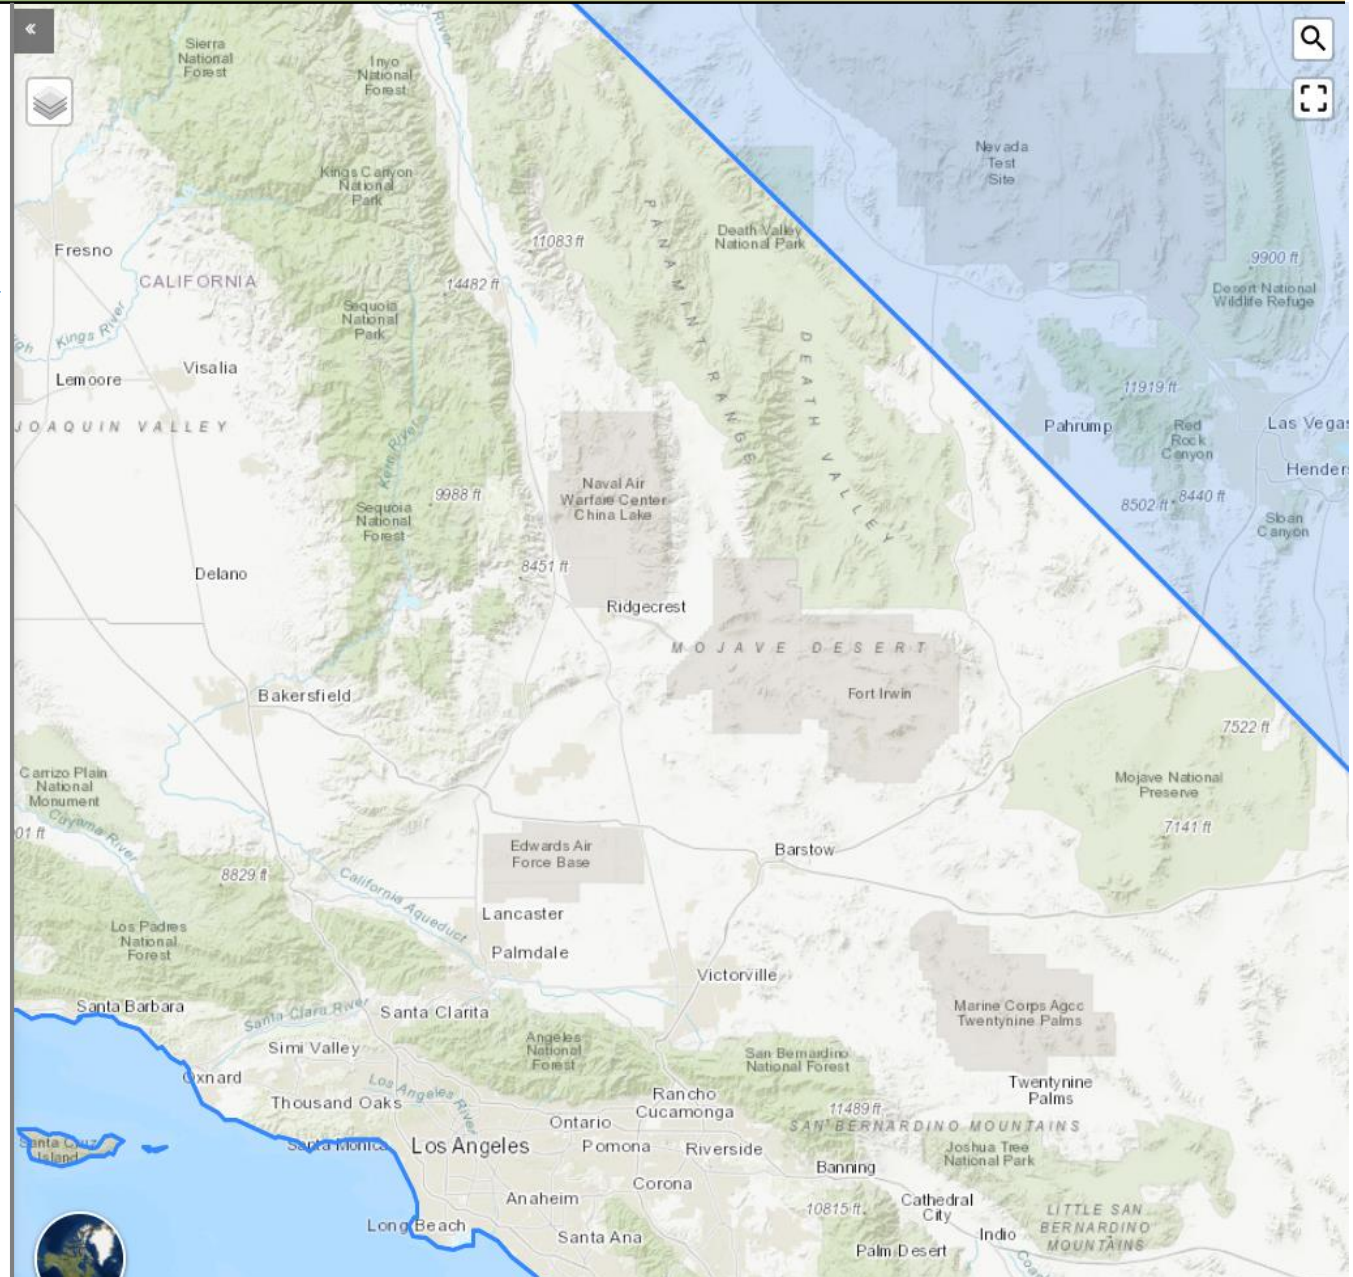 «
Sierra
National
Forest
Inyo
National
Forest
Nevada
Test
Site
Kings Canyon
National
Park
PANAMINT RANGE
Death Valley
National Park
11083 ft
Fresno
9900 ft
CALIFORNIA
14482 ft
Desert National
Wildlife Refuge
Sequoia
National
Park
Kings River
DEATH VALLEY
Visalia
Lemoore
11919 ft
JOAQUIN VALLEY
Pahrump
Red
Rock
Canyon
Las Vegas
Kern River
Hender
Naval Air
Warfare Center
China Lake
9988 ft
8440 ft
8502 ft
Sequoia
National
Forest
Sloan
Canyon
8451 ft
Delano
Ridgecrest
MOJAVE DESERT
Bakersfield
Fort Irwin
7522 ft
Carrizo Plain
National
Monument
Mojave National
Preserve
Cuyama River
01 ft
7141 ft
Edwards Air
Force Base
Barstow
8829 ft
California Aqueduct
Lancaster
Los Padres
National
Forest
Palmdale
Victorville
Santa Barbara
Santa Clara River
Santa Clarita
Marine Corps Agcc
Twentynine Palms
Simi Valley
Angeles
National
Forest
San Bernardino
National Forest
Oxnard
Los Angeles River
Twentynine
Palms
Thousand Oaks
Rancho
Cucamonga
11489 ft
Ontario
SAN BERNARDINO MOUNTAINS
Santa Cruz
Island
Santa Monica
Los Angeles
Pomona
Riverside
Joshua Tree
National Park
Banning
Corona
Anaheim
Cathedral
City
10815 ft
LITTLE SAN
BERNARDINO
MOUNTAINS
Long Beach
Santa Ana
Indio
Palm Desert